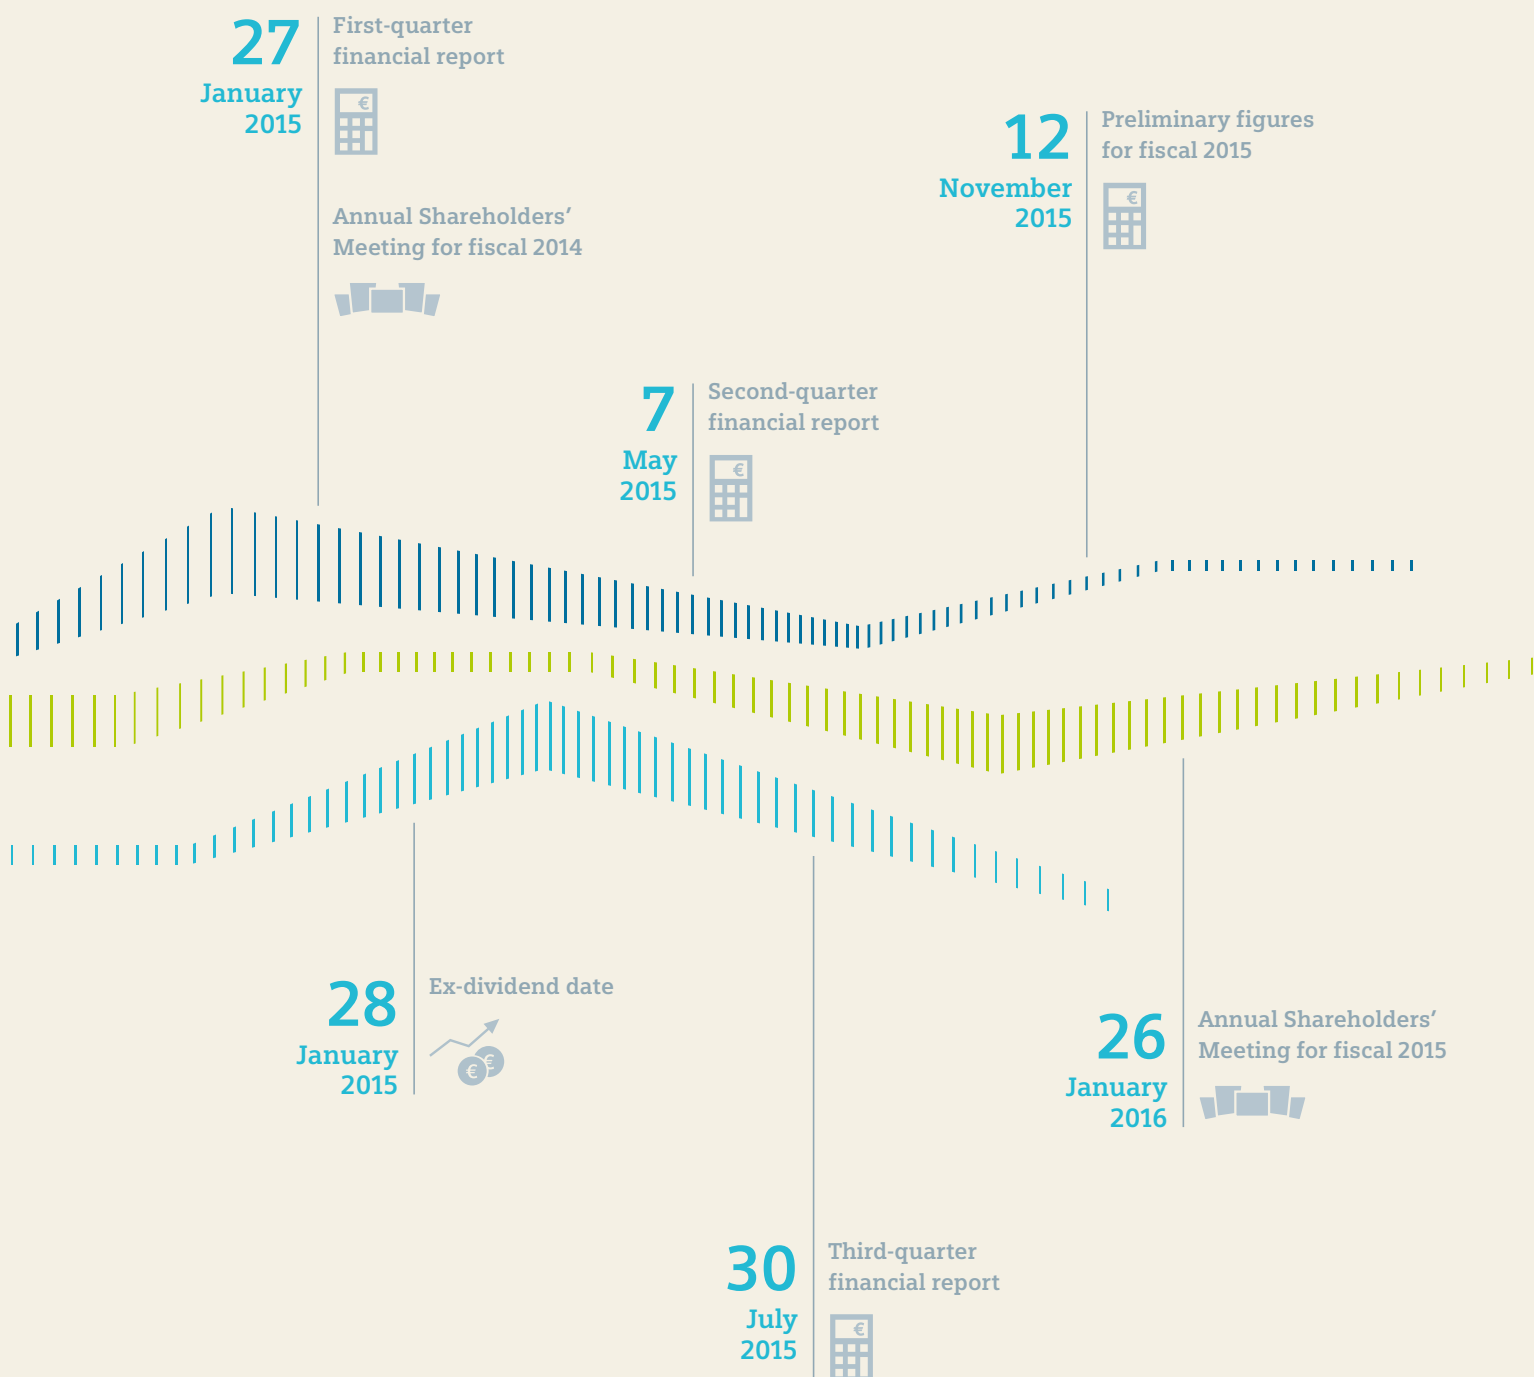 27
January
2015
First-quarter
financial report
€
Annual Shareholders’
Meeting for fiscal 2014
12
November
2015
Preliminary figures
for fiscal 2015
€
7
May
2015
Second-quarter
financial report
€
28
January
2015
Ex-dividend date
€
€
26
January
2016
Annual Shareholders’
Meeting for fiscal 2015
30
July
2015
Third-quarter
financial report
€